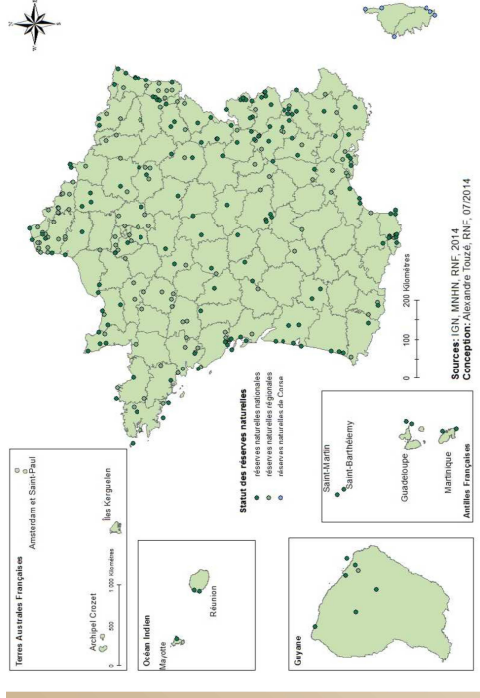 Terres Australes Françaises
Amsterdam et Saint-Paul
Archipel Crozet
Îles Kerguelen
0 500 1 000 Kilomètres
Océan Indien
Mayotte
Réunion
Guyane
Statut des réserves naturelles
réserves naturelles nationales
réserves naturelles régionales
réserves naturelles de Corse
Saint-Martin
Saint-Barthélemy
Guadeloupe
Martinique
Antilles Françaises
0 100 200 Kilomètres
Sources: IGN, MNHN, RNF, 2014
Conception: Alexandre Touzé, RNF, 07/2014